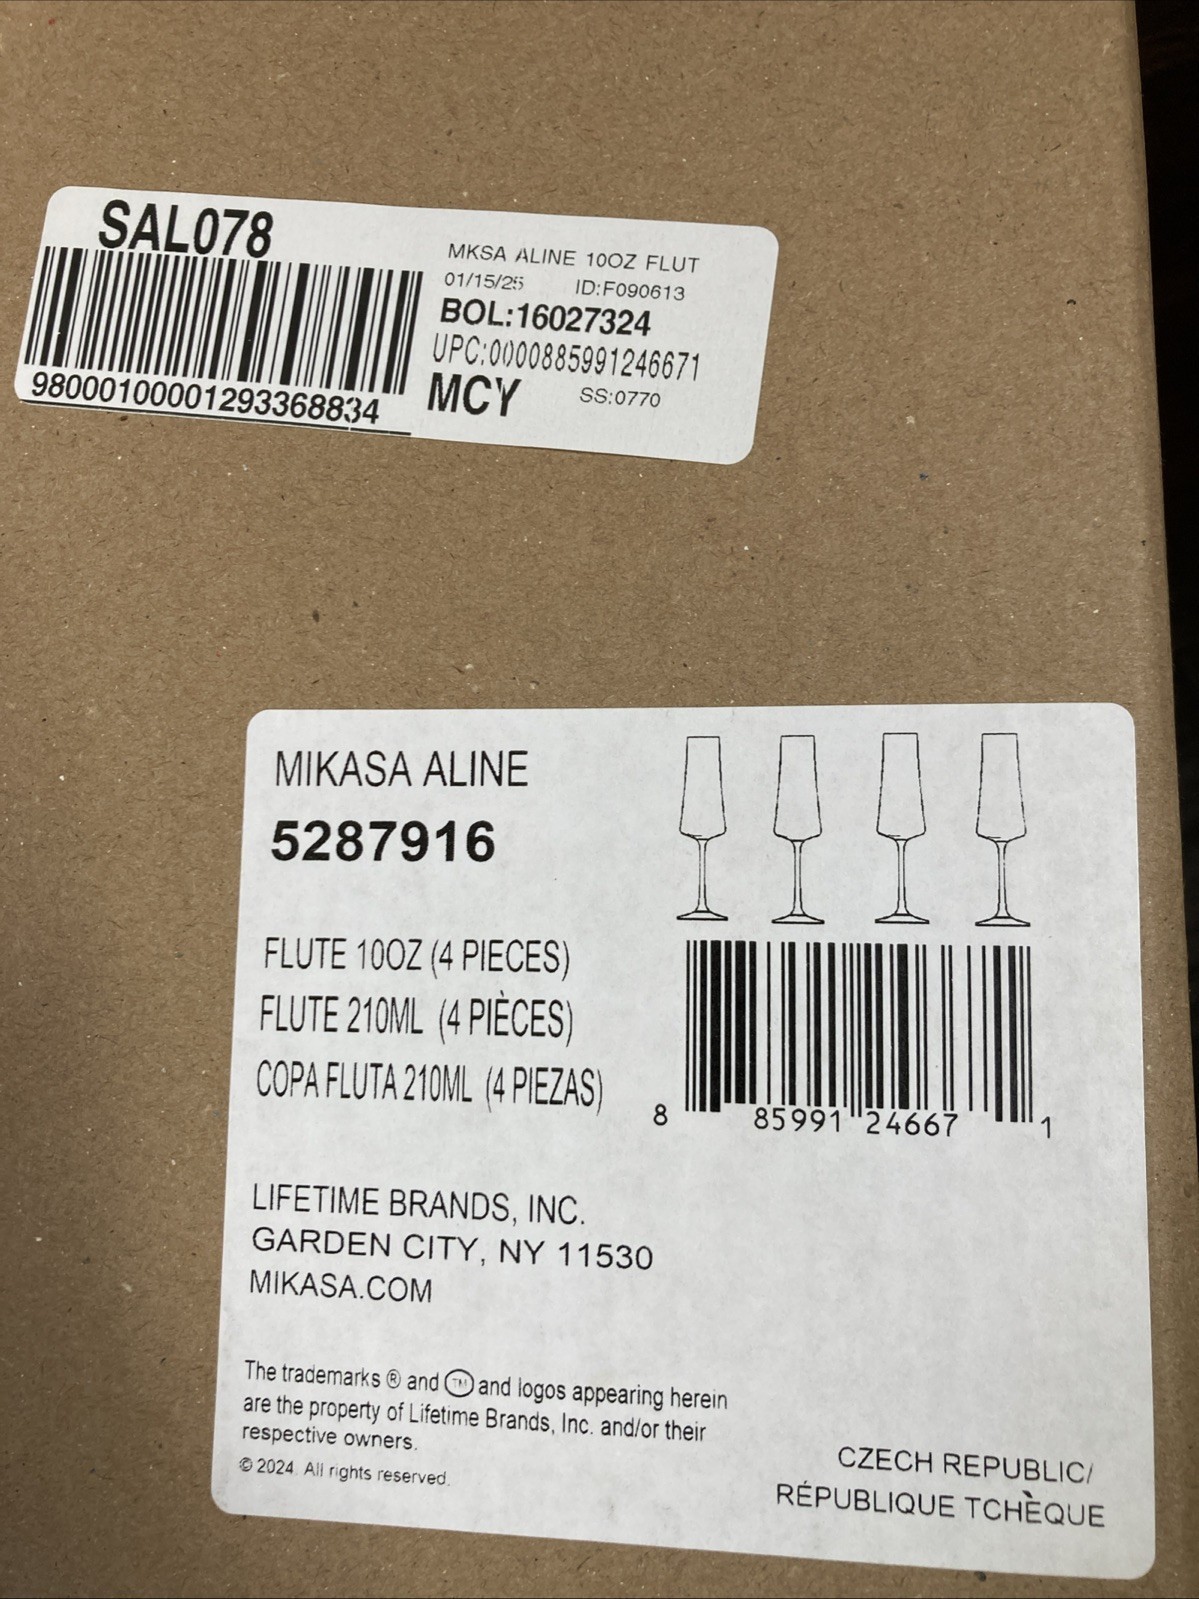 SAL078
98000100001293368834
MKSA ALINE 10OZ FLUT
01/15/25 ID:F090613
BOL:16027324
UPC:0000885991246671
MCY SS:0770
MIKASA ALINE
5287916
FLUTE 10OZ (4 PIECES)
FLUTE 210ML (4 PIÈCES)
COPA FLUTA 210ML (4 PIEZAS)
8 85991 24667 1
LIFETIME BRANDS, INC.
GARDEN CITY, NY 11530
MIKASA.COM
The trademarks ® and ™ and logos appearing herein
are the property of Lifetime Brands, Inc. and/or their
respective owners.
© 2024. All rights reserved.
CZECH REPUBLIC/
RÉPUBLIQUE TCHÈQUE